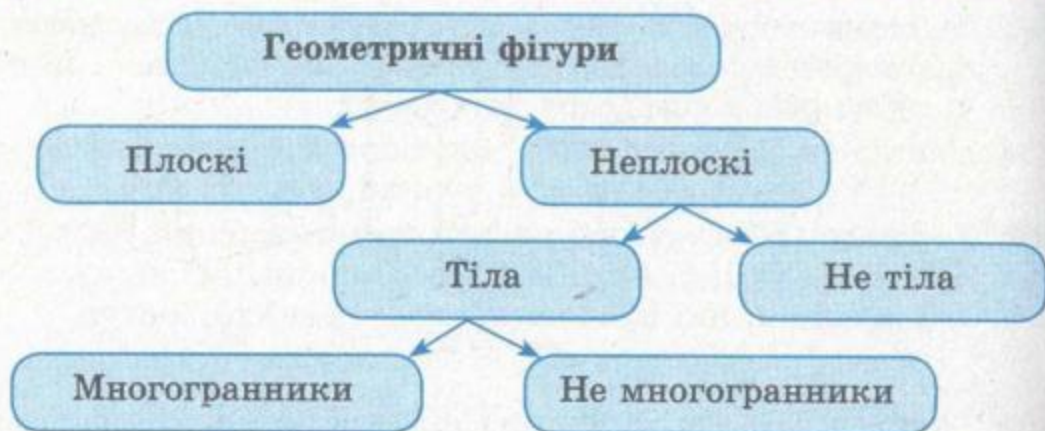 Геометричні фігури
Плоскі
Неплоскі
Тіла
Не тіла
Многогранники
Не многогранники